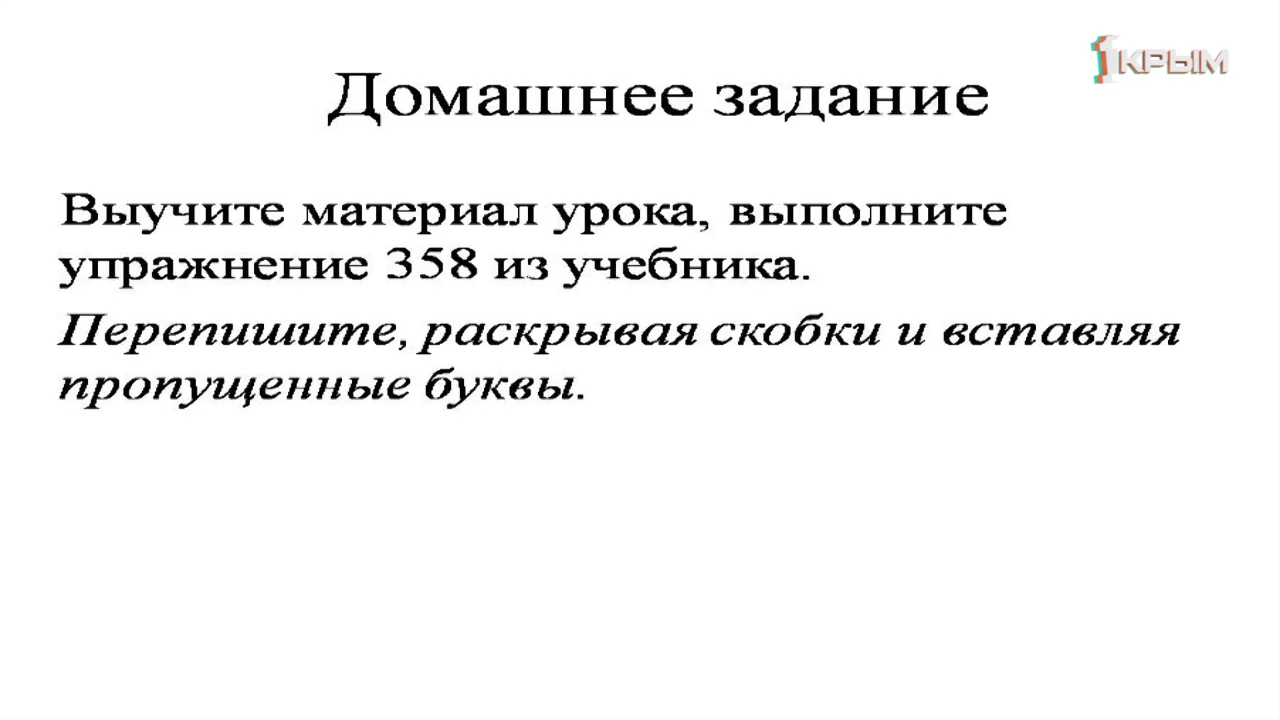 1КРЫМ
Домашнее задание
Выучите материал урока, выполните
упражнение 358 из учебника.
Перепишите, раскрывая скобки и вставляя
пропущенные буквы.